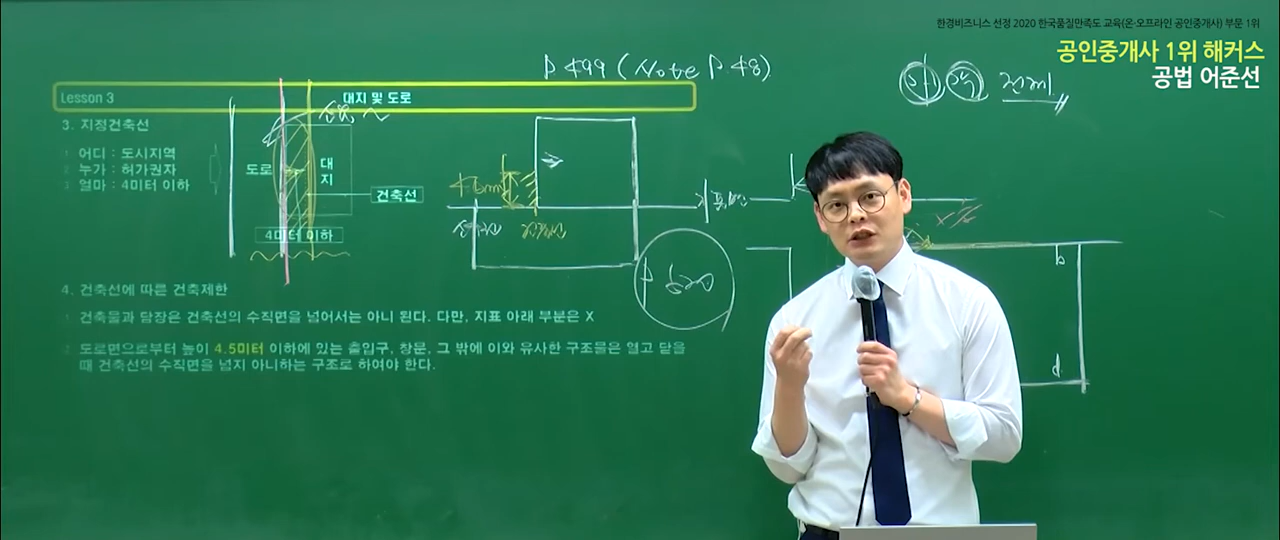 한경비즈니스 선정 2020 한국품질만족도 교육(온·오프라인 공인중개사) 부문 1위
공인중개사 1위 해커스
공법 어준선
P 499 (Note P 48)
Lesson 3 대지 및 도로
3. 지정건축선
1 어디 : 도시지역
2 누가 : 허가권자
3 얼마 : 4미터 이하
도로
대지
건축선
4미터 이하
P 620
b
d
4. 건축선에 따른 건축제한
1 건축물과 담장은 건축선의 수직면을 넘어서는 아니 된다. 다만, 지표 아래 부분은 X
2 도로면으로부터 높이 4.5미터 이하에 있는 출입구, 창문, 그 밖에 이와 유사한 구조물은 열고 닫을
때 건축선의 수직면을 넘지 아니하는 구조로 하여야 한다.